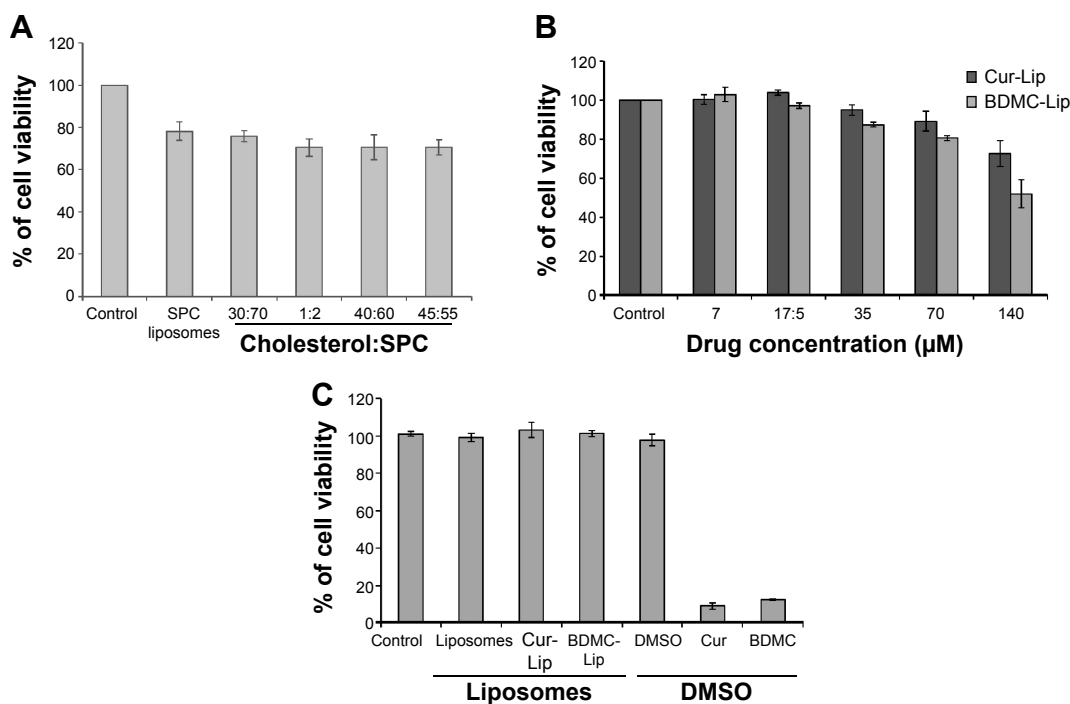 A
% of cell viability
120
100
80
60
40
20
0
Control
SPC
liposomes
30:70
1:2
40:60
45:55
Cholesterol:SPC
B
% of cell viability
120
100
80
60
40
20
0
Cur-Lip
BDMC-Lip
Control
7
17:5
35
70
140
Drug concentration (µM)
C
% of cell viability
120
100
80
60
40
20
0
Control
Liposomes
Cur-
Lip
BDMC-
Lip
DMSO
Cur
BDMC
Liposomes
DMSO